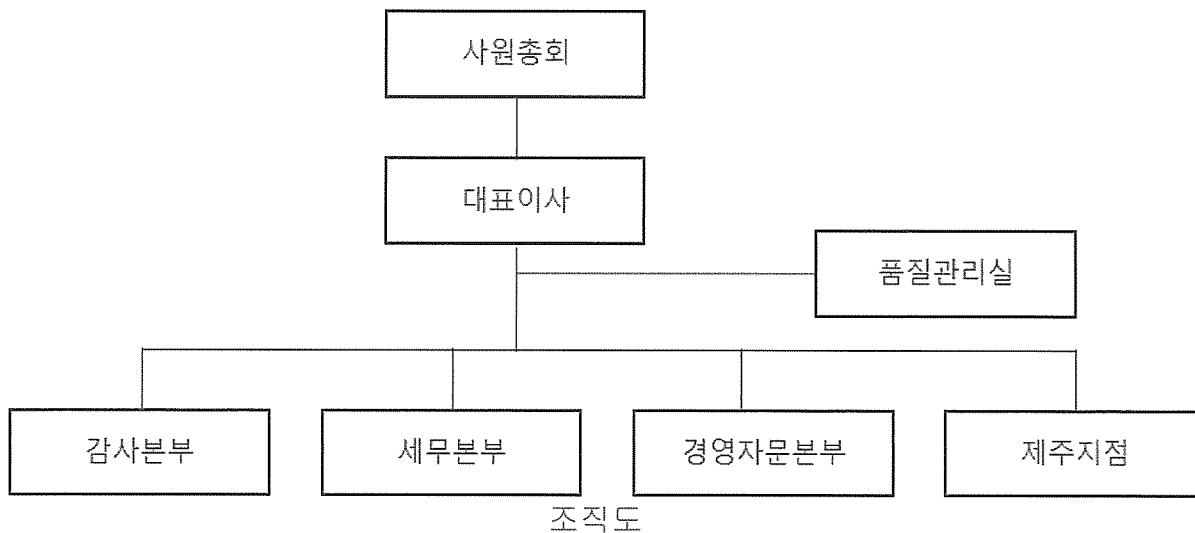 사원총회
대표이사
품질관리실
감사본부
세무본부
경영자문본부
제주지점
조직도